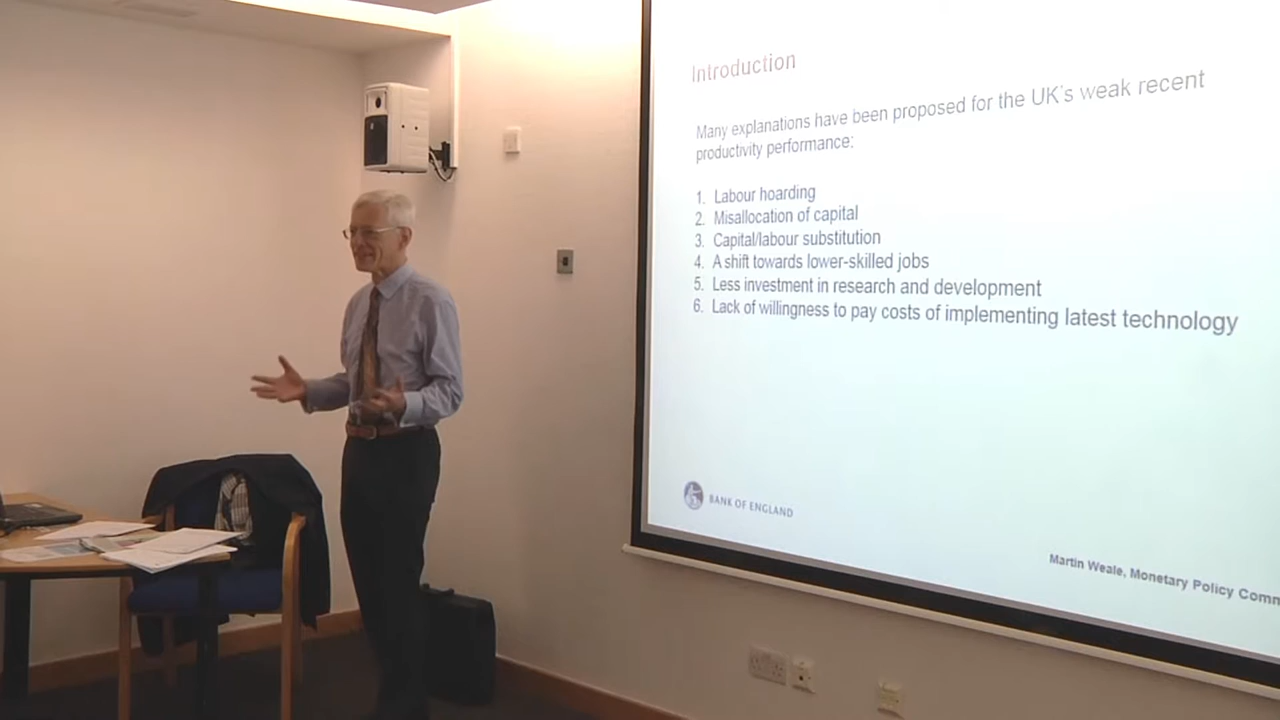 Introduction
Many explanations have been proposed for the UK's weak recent
productivity performance:
1. Labour hoarding
2. Misallocation of capital
3. Capital/labour substitution
4. A shift towards lower-skilled jobs
5. Less investment in research and development
6. Lack of willingness to pay costs of implementing latest technology
BANK OF ENGLAND
Martin Weale, Monetary Policy Comm